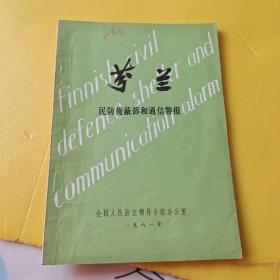 Finnish civil
defense shelter and
communication alarm
芬兰
民防掩蔽部和通信警报
全国人民防空领导小组办公室
一九八一年